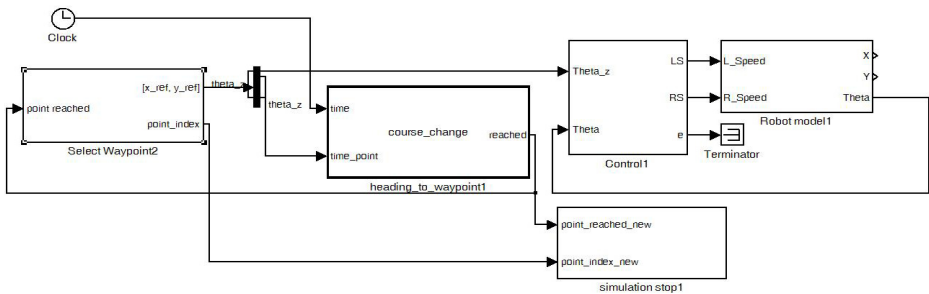 Clock
[x_ref, y_ref]
point reached
point_index
Select Waypoint2
theta_z
theta_z
time
course_change
reached
time_point
heading_to_waypoint1
Theta_z
LS
RS
Theta
e
Control1
Terminator
L_Speed
X
Y
R_Speed
Theta
Robot model1
point_reached_new
point_index_new
simulation stop1